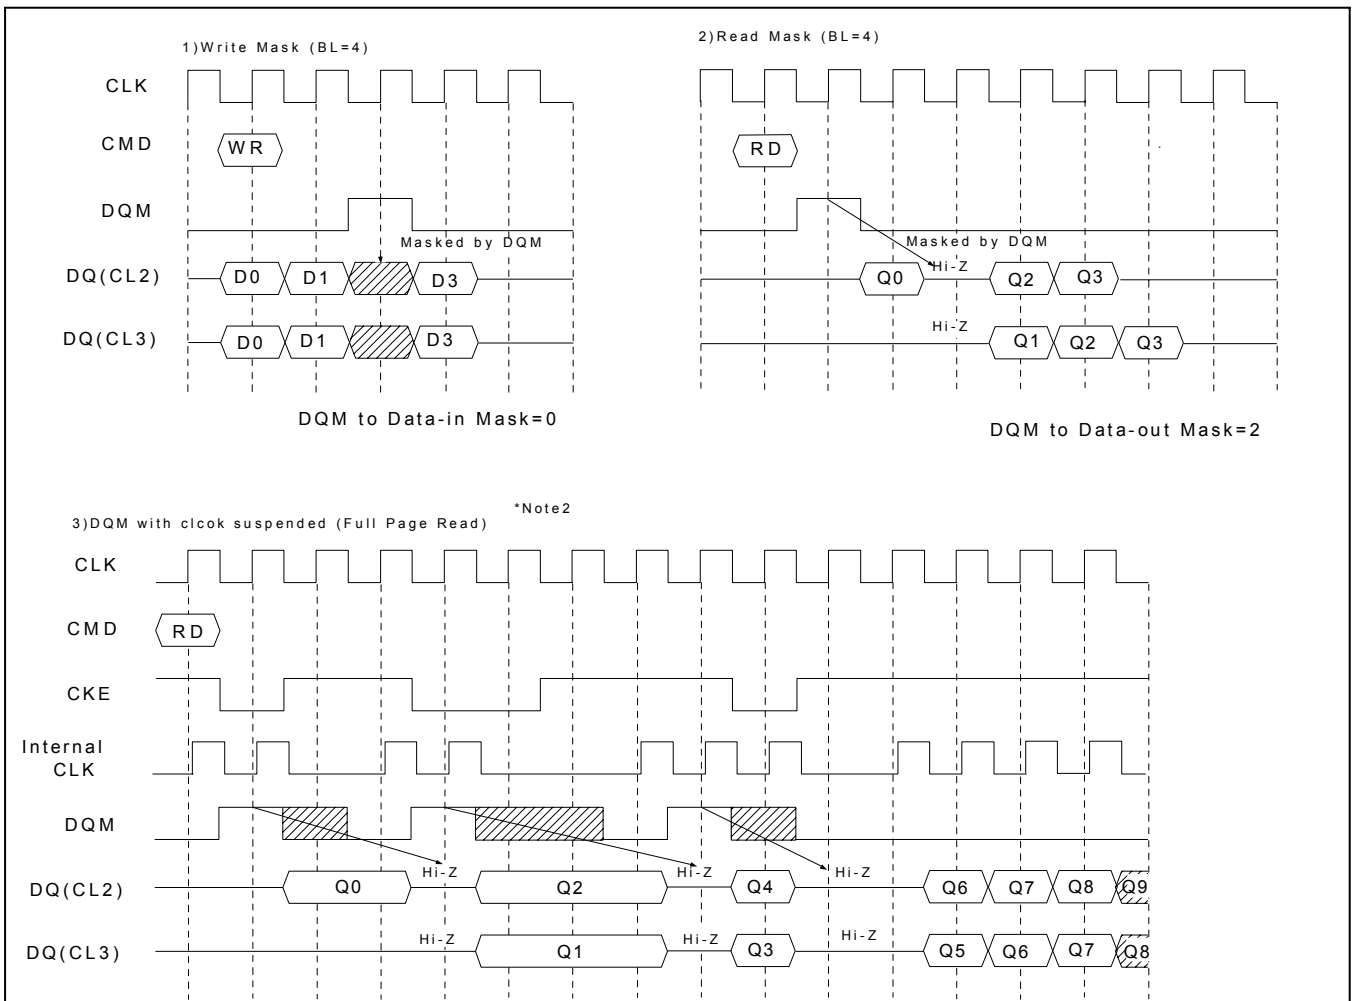 1)Write Mask (BL=4)
CLK
CMD
WR
DQM
Masked by DQM
DQ(CL2)
D0 D1 D3
DQ(CL3)
D0 D1 D3
DQM to Data-in Mask=0
2)Read Mask (BL=4)
RD
Masked by DQM
Hi-Z
Q0 Q2 Q3
Hi-Z
Q1 Q2 Q3
DQM to Data-out Mask=2
*Note2
3)DQM with clcok suspended (Full Page Read)
CLK
CMD
RD
CKE
Internal
CLK
DQM
Hi-Z Hi-Z Hi-Z
DQ(CL2)
Q0 Q2 Q4 Q6 Q7 Q8 Q9
Hi-Z Hi-Z Hi-Z
DQ(CL3)
Q1 Q3 Q5 Q6 Q7 Q8